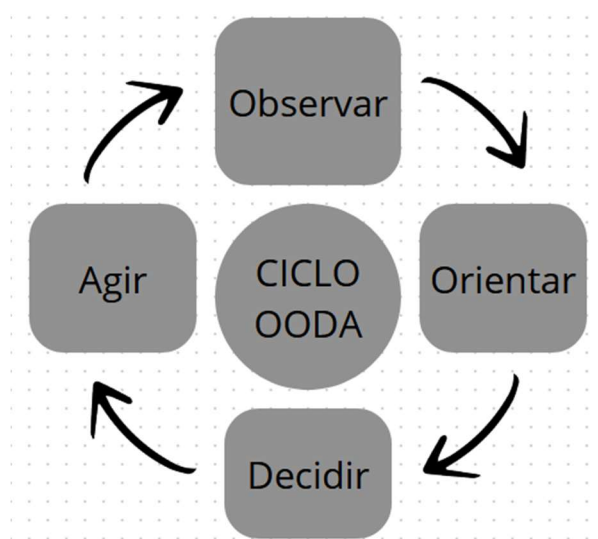 Observar
Agir
CICLO
OODA
Orientar
Decidir